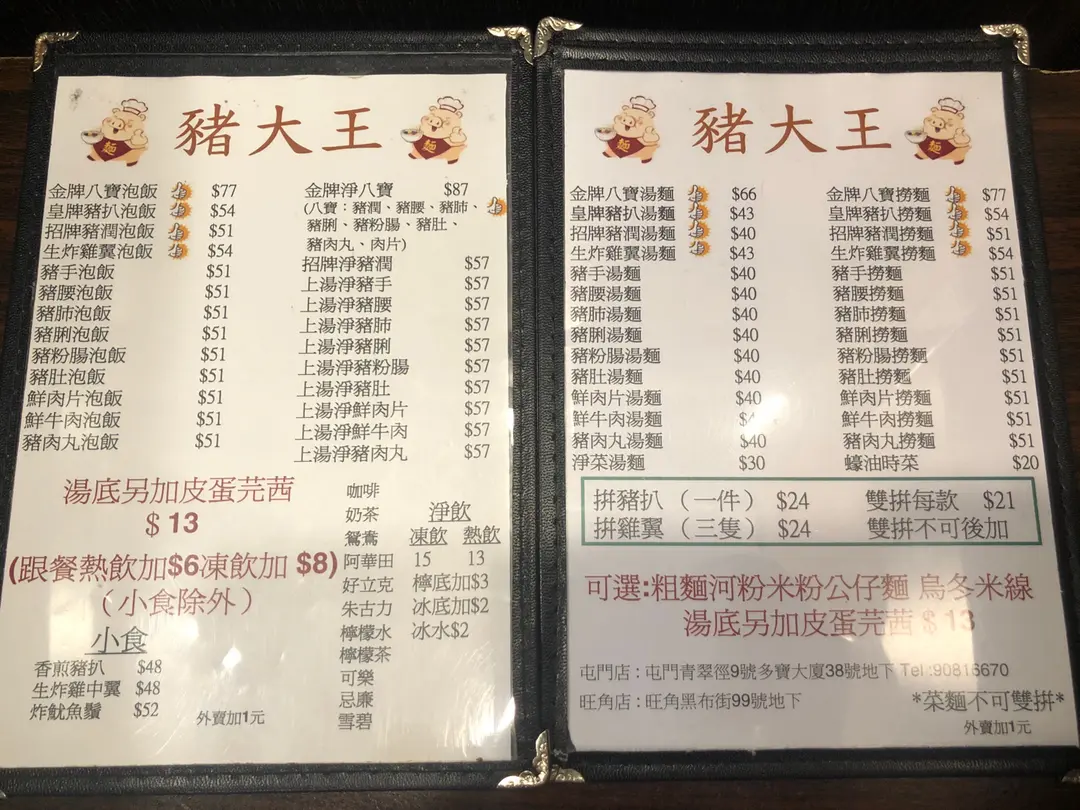 豬大王
金牌八寶泡飯 $77
皇牌豬扒泡飯 $54
招牌豬潤泡飯 $51
生炸雞翼泡飯 $54
豬手泡飯 $51
豬腰泡飯 $51
豬肺泡飯 $51
豬脷泡飯 $51
豬粉腸泡飯 $51
豬肚泡飯 $51
鮮肉片泡飯 $51
鮮牛肉泡飯 $51
豬肉丸泡飯 $51
金牌淨八寶 $87
(八寶：豬潤、豬腰、豬肺、
豬脷、豬粉腸、豬肚、
豬肉丸、肉片)
招牌淨豬潤 $57
上湯淨豬手 $57
上湯淨豬腰 $57
上湯淨豬肺 $57
上湯淨豬脷 $57
上湯淨豬粉腸 $57
上湯淨豬肚 $57
上湯淨鮮肉片 $57
上湯淨鮮牛肉 $57
上湯淨豬肉丸 $57
湯底另加皮蛋芫茜
$ 13
(跟餐熱飲加$6凍飲加 $8)
（小食除外）
小食
香煎豬扒 $48
生炸雞中翼 $48
炸魷魚鬚 $52
外賣加1元
咖啡
奶茶
鴛鴦
阿華田
好立克
朱古力
檸檬水
檸檬茶
可樂
忌廉
雪碧
淨飲
凍飲 熱飲
15 13
檸底加$3
冰底加$2
冰水$2
麵
豬大王
麵
金牌八寶湯麵 $66
皇牌豬扒湯麵 $43
招牌豬潤湯麵 $40
生炸雞翼湯麵 $43
豬手湯麵 $40
豬腰湯麵 $40
豬肺湯麵 $40
豬脷湯麵 $40
豬粉腸湯麵 $40
豬肚湯麵 $40
鮮肉片湯麵 $40
鮮牛肉湯麵
豬肉丸湯麵 $40
淨菜湯麵 $30
金牌八寶撈麵 $77
皇牌豬扒撈麵 $54
招牌豬潤撈麵 $51
生炸雞翼撈麵 $54
豬手撈麵 $51
豬腰撈麵 $51
豬肺撈麵 $51
豬脷撈麵 $51
豬粉腸撈麵 $51
豬肚撈麵 $51
鮮肉片撈麵 $51
鮮牛肉撈麵 $51
豬肉丸撈麵 $51
蠔油時菜 $20
拼豬扒（一件） $24 雙拼每款 $21
拼雞翼（三隻） $24 雙拼不可後加
可選:粗麵河粉米粉公仔麵 烏冬米線
湯底另加皮蛋芫茜 $ 13
屯門店：屯門青翠徑9號多寶大廈38號地下 Tel :90816670
旺角店：旺角黑布街99號地下
*菜麵不可雙拼*
外賣加1元